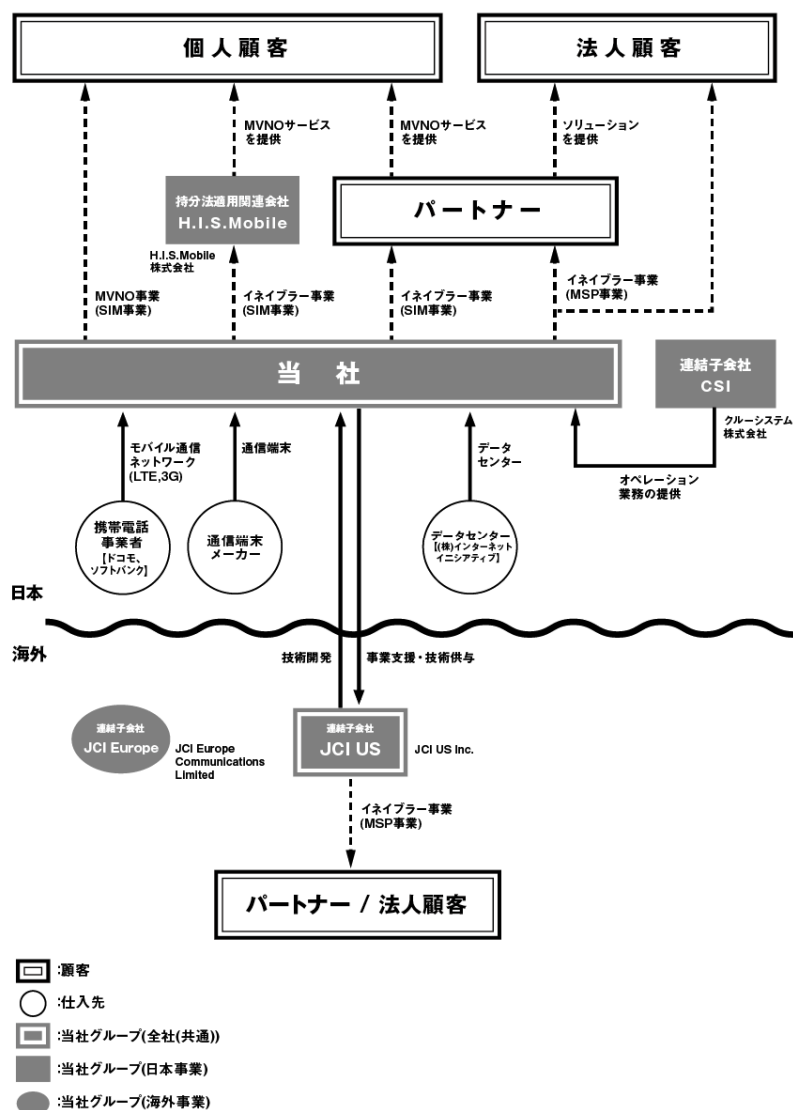 個人顧客
法人顧客
MVNOサービス
を提供
MVNOサービス
を提供
ソリューション
を提供
持分法適用関連会社
H.I.S.Mobile
パートナー
H.I.S.Mobile
株式会社
MVNO事業
(SIM事業)
イネイブラー事業
(SIM事業)
イネイブラー事業
(SIM事業)
イネイブラー事業
(MSP事業)
当社
連結子会社
CSI
クルーシステム
株式会社
モバイル通信
ネットワーク
(LTE,3G)
通信端末
データ
センター
オペレーション
業務の提供
携帯電話
事業者
【ドコモ、
ソフトバンク】
通信端末
メーカー
データセンター
【(株)インターネット
イニシアティブ】
日本
海外
技術開発
事業支援・技術供与
連結子会社
JCI Europe
JCI Europe
Communications
Limited
連結子会社
JCI US
JCI US Inc.
イネイブラー事業
(MSP事業)
パートナー / 法人顧客
:顧客
:仕入先
:当社グループ(全社(共通))
:当社グループ(日本事業)
:当社グループ(海外事業)